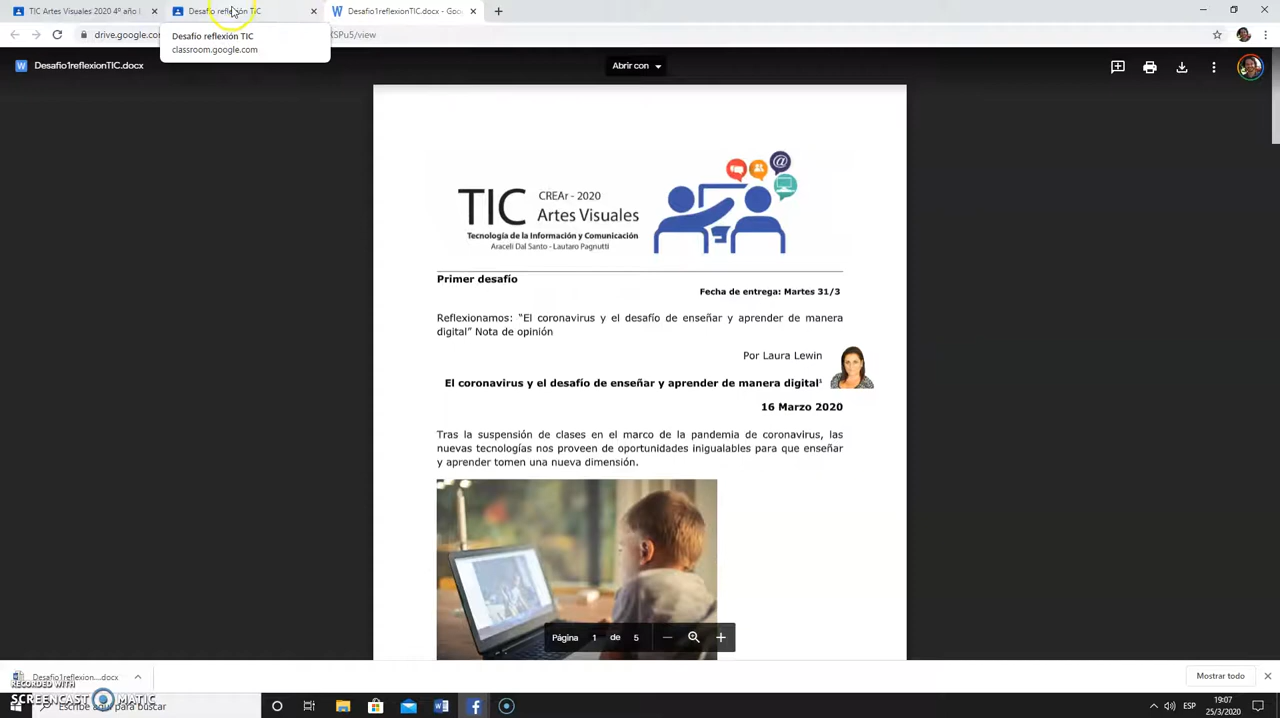 TIC Artes Visuales 2020 4º año
Desafío reflexión TIC
Desafio1reflexionTIC.docx - Goo
drive.google.com
XSPu5/view
Desafío reflexión TIC
classroom.google.com
Desafio1reflexionTIC.docx
Abrir con
TIC
CREAr - 2020
Artes Visuales
Tecnología de la Información y Comunicación
Araceli Dal Santo - Lautaro Pagnutti
Primer desafío
Fecha de entrega: Martes 31/3
Reflexionamos: “El coronavirus y el desafío de enseñar y aprender de manera
digital” Nota de opinión
Por Laura Lewin
El coronavirus y el desafío de enseñar y aprender de manera digital¹
16 Marzo 2020
Tras la suspensión de clases en el marco de la pandemia de coronavirus, las
nuevas tecnologías nos proveen de oportunidades inigualables para que enseñar
y aprender tomen una nueva dimensión.
Página 1 de 5
Desafio1reflexion....docx
Mostrar todo
RECORDED WITH
SCREENCAST MATIC
Escribe aquí para buscar
ESP
19:07
25/3/2020